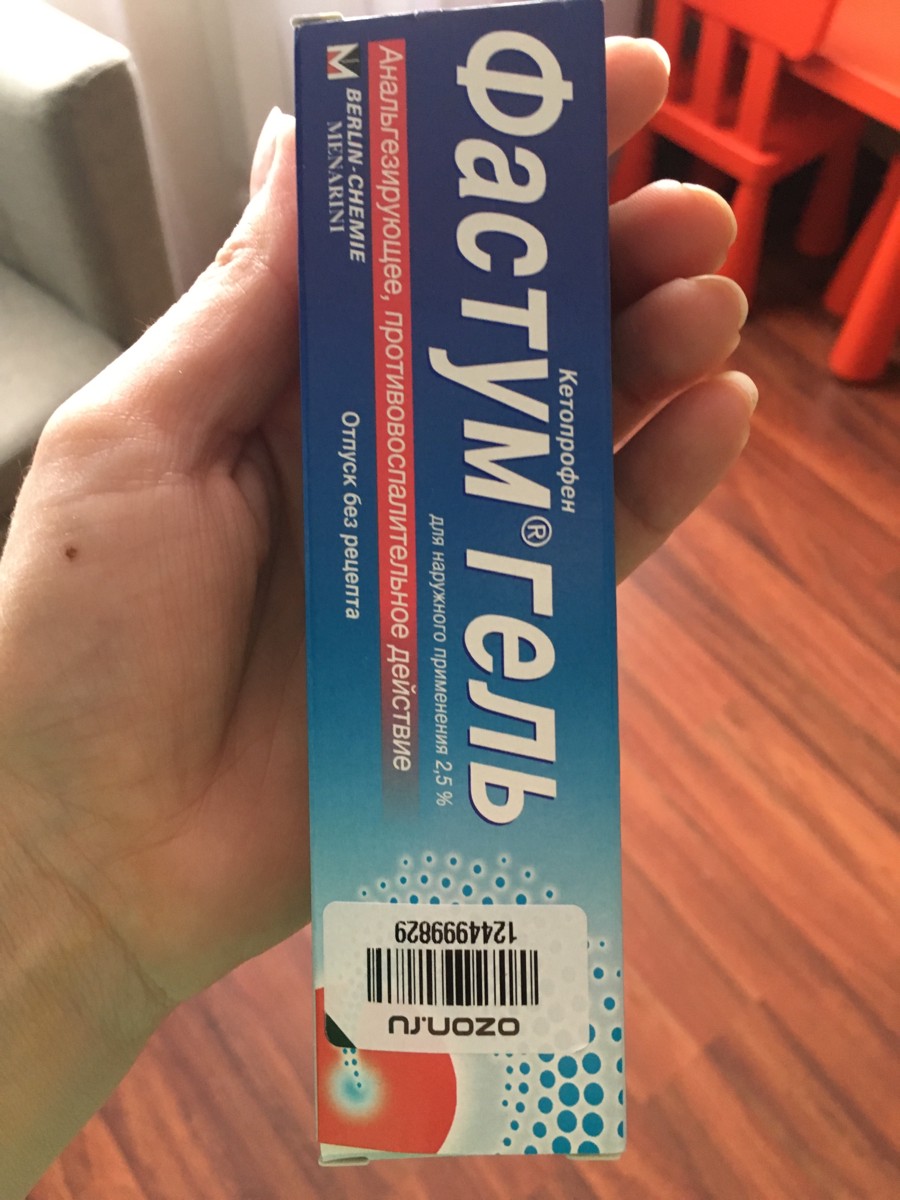 Кетопрофен
Фастум® гель
для наружного применения 2,5 %
Анальгезирующее, противовоспалительное действие
Отпуск без рецепта
BERLIN-CHEMIE
MENARINI
ozon.ru
1244999829